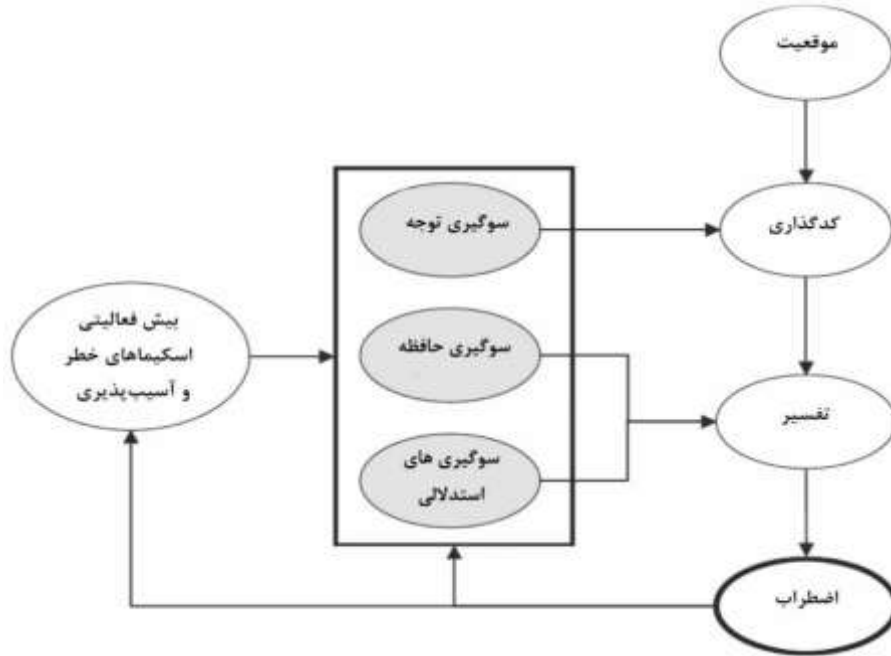 موقعیت
کدگذاری
تفسیر
اضطراب
سوگیری توجه
سوگیری حافظه
سوگیری های
استدلالی
بیش فعالیتی
اسکیماهای خطر
و آسیب‌پذیری